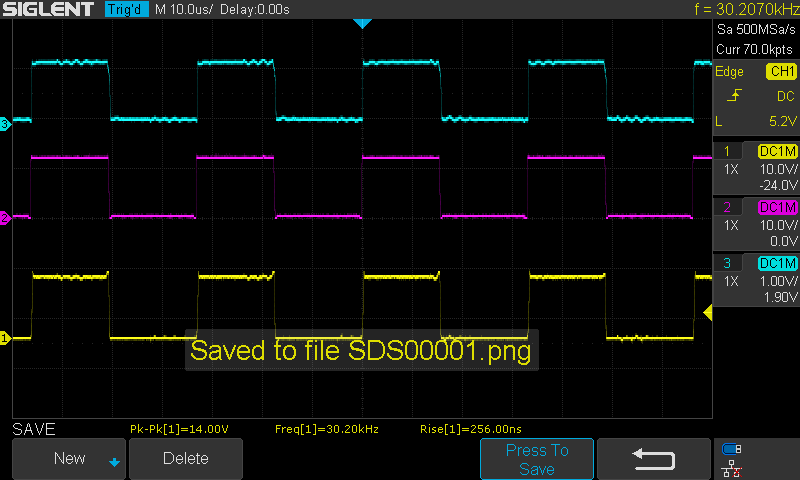 SIGLENT Trig'd M 10.0us/ Delay:0.00s f = 30.2070kHz
Sa 500MSa/s
Curr 70.0kpts
Edge CH1
DC
L 5.2V
1 DC1M
1X 10.0V/
-24.0V
2 DC1M
1X 10.0V/
0.0V
3 DC1M
1X 1.00V/
1.90V
3
2
1
Saved to file SDS00001.png
SAVE Pk-Pk[1]=14.00V Freq[1]=30.20kHz Rise[1]=256.00ns
New Delete Press To
Save